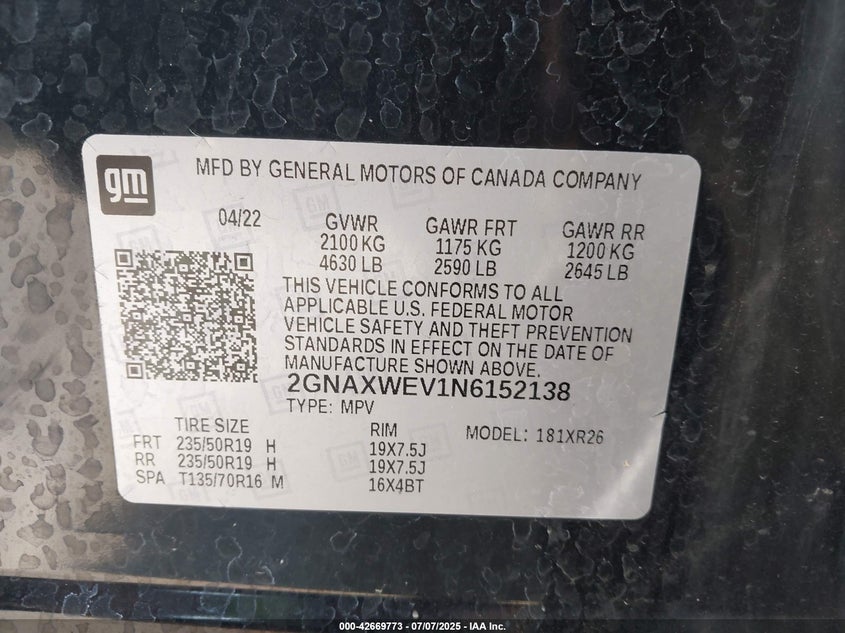 gm
MFD BY GENERAL MOTORS OF CANADA COMPANY
04/22 GVWR GAWR FRT GAWR RR
2100 KG 1175 KG 1200 KG
4630 LB 2590 LB 2645 LB
THIS VEHICLE CONFORMS TO ALL
APPLICABLE U.S. FEDERAL MOTOR
VEHICLE SAFETY AND THEFT PREVENTION
STANDARDS IN EFFECT ON THE DATE OF
MANUFACTURE SHOWN ABOVE.
2GNAXWEV1N6152138
TYPE: MPV
TIRE SIZE RIM MODEL: 181XR26
FRT 235/50R19 H 19X7.5J
RR 235/50R19 H 19X7.5J
SPA T135/70R16 M 16X4BT
000-42669773 - 07/07/2025 - IAA Inc.